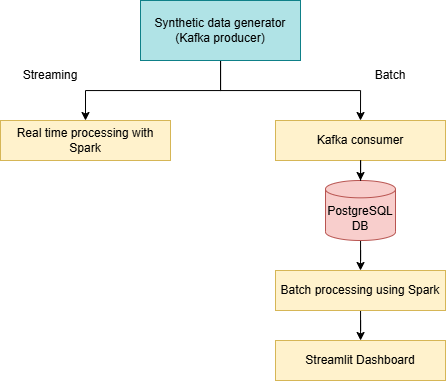 Synthetic data generator
(Kafka producer)
Streaming
Batch
Real time processing with
Spark
Kafka consumer
PostgreSQL
DB
Batch processing using Spark
Streamlit Dashboard